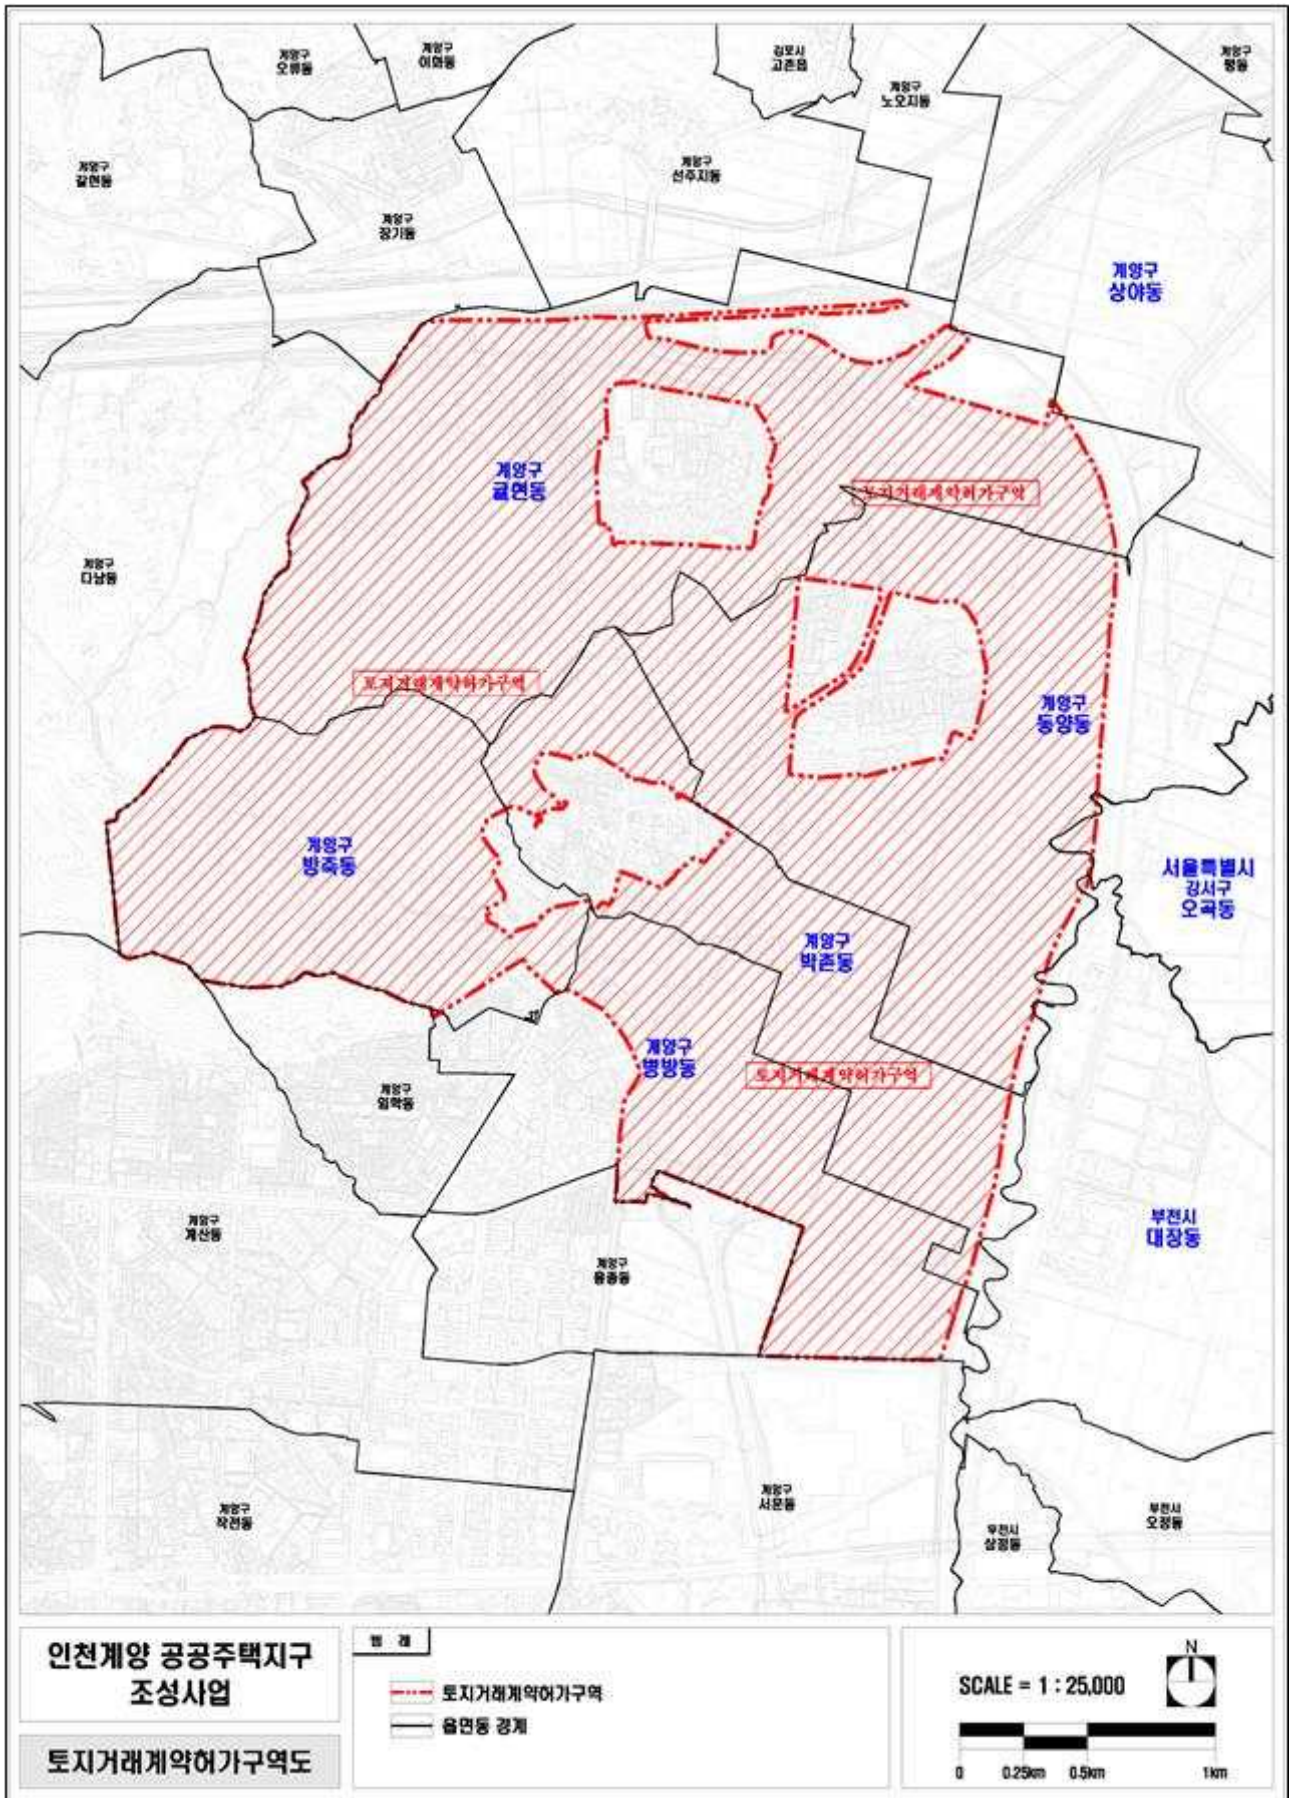 계양구
오류동
계양구
이화동
김포시
고촌읍
계양구
노오지동
계양구
평동
계양구
갈현동
계양구
장기동
계양구
선주지동
계양구
상야동
계양구
귤현동
토지거래계약허가구역
계양구
다남동
토지거래계약허가구역
계양구
동양동
계양구
방축동
서울특별시
강서구
오곡동
계양구
박촌동
계양구
병방동
토지거래계약허가구역
계양구
임학동
계양구
계산동
부천시
대장동
계양구
용종동
계양구
작전동
계양구
서운동
부천시
삼정동
부천시
오정동
인천계양 공공주택지구
조성사업
토지거래계약허가구역도
범 례
토지거래계약허가구역
읍면동 경계
SCALE = 1 : 25,000
N
0 0.25km 0.5km 1km